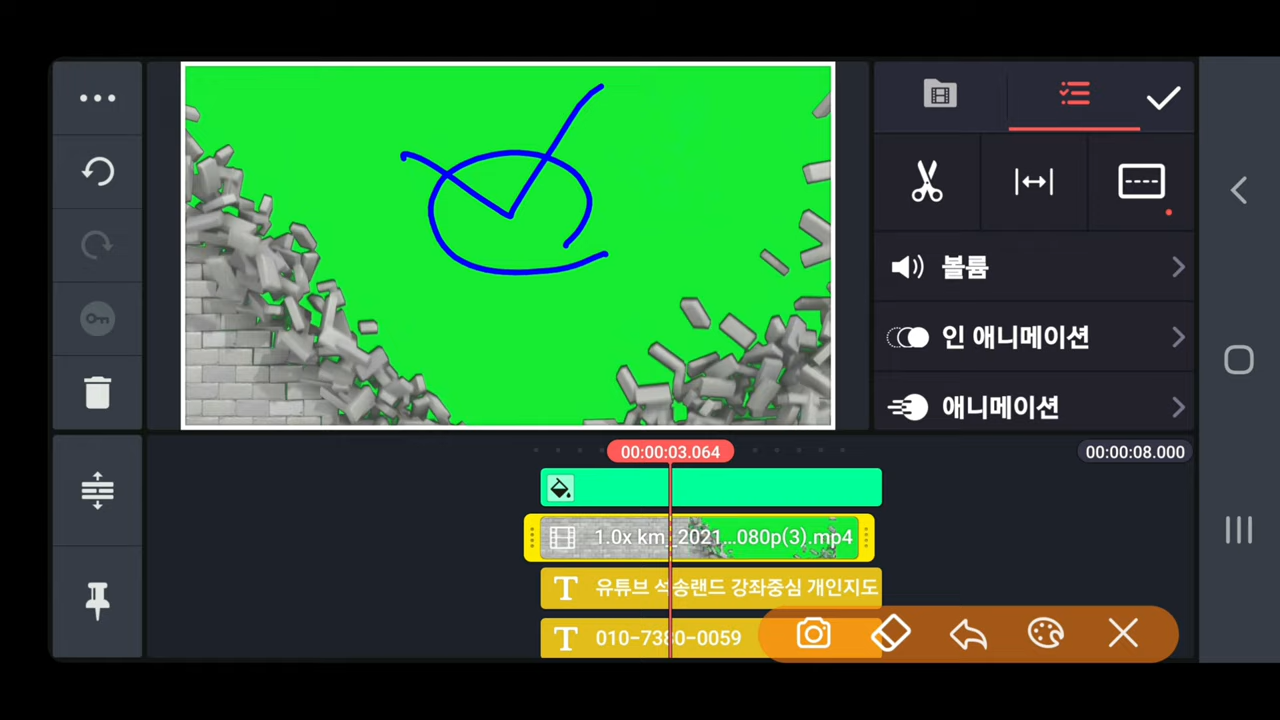 볼륨
인 애니메이션
애니메이션
00:00:03.064
00:00:08.000
1.0x km_2021...080p(3).mp4
유튜브 석송랜드 강좌중심 개인지도
010-7380-0059